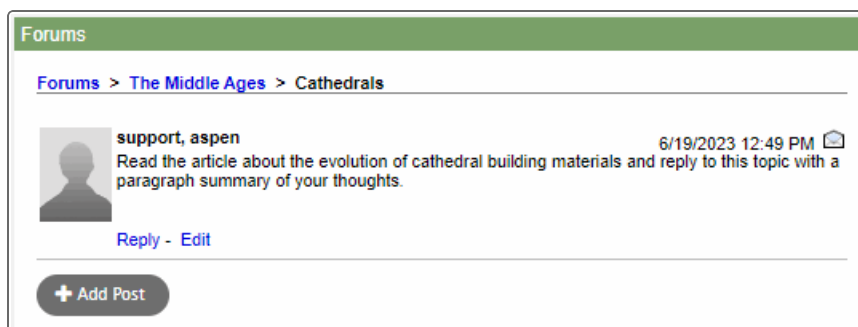 Forums
Forums > The Middle Ages > Cathedrals
support, aspen
6/19/2023 12:49 PM
Read the article about the evolution of cathedral building materials and reply to this topic with a
paragraph summary of your thoughts.
Reply - Edit
+ Add Post